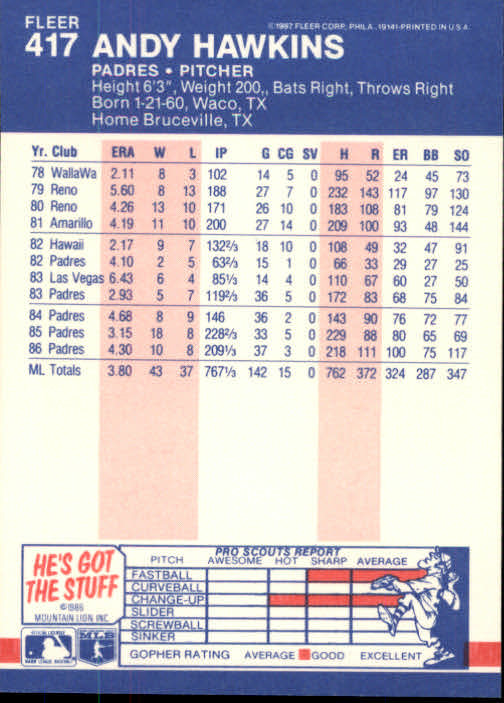 FLEER
417 ANDY HAWKINS
©1987 FLEER CORP., PHILA., 19141-PRINTED IN U.S.A.
PADRES • PITCHER
Height 6'3", Weight 200,, Bats Right, Throws Right
Born 1-21-60, Waco, TX
Home Bruceville, TX
Yr. Club ERA W L IP G CG SV H R ER BB SO
78 WallaWa 2.11 8 3 102 14 5 0 95 52 24 45 73
79 Reno 5.60 8 13 188 27 7 0 232 143 117 97 130
80 Reno 4.26 13 10 171 26 10 0 183 108 81 79 124
81 Amarillo 4.19 11 10 200 27 14 0 209 100 93 48 144
82 Hawaii 2.17 9 7 132⅔ 18 10 0 108 49 32 47 91
82 Padres 4.10 2 5 63⅔ 15 1 0 66 33 29 27 25
83 Las Vegas 6.43 6 4 85⅓ 14 4 0 110 67 60 27 50
83 Padres 2.93 5 7 119⅔ 36 5 0 172 83 68 75 84
84 Padres 4.68 8 9 146 36 2 0 143 90 76 72 77
85 Padres 3.15 18 8 228⅔ 33 5 0 229 88 80 65 69
86 Padres 4.30 10 8 209⅓ 37 3 0 218 111 100 75 117
ML Totals 3.80 43 37 767⅓ 142 15 0 762 372 324 287 347
HE'S GOT
THE STUFF
©1986
MOUNTAIN LION INC.
OFFICIAL LICENSEE
MAJOR LEAGUE BASEBALL
MLB
PRO SCOUTS REPORT
PITCH AWESOME HOT SHARP AVERAGE
FASTBALL
CURVEBALL
CHANGE-UP
SLIDER
SCREWBALL
SINKER
GOPHER RATING AVERAGE GOOD EXCELLENT